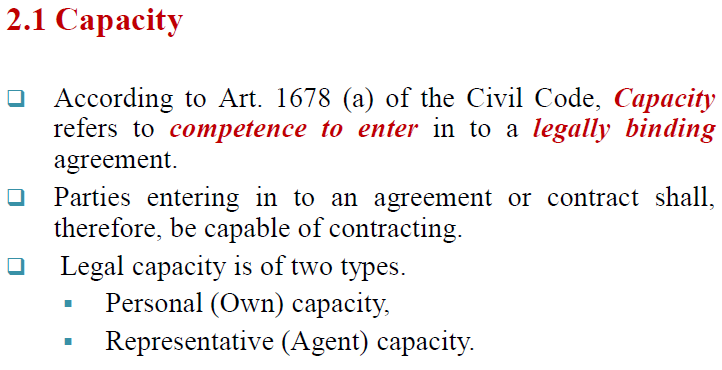 2.1 Capacity
According to Art. 1678 (a) of the Civil Code, Capacity
refers to competence to enter in to a legally binding
agreement.
Parties entering in to an agreement or contract shall,
therefore, be capable of contracting.
Legal capacity is of two types.
Personal (Own) capacity,
Representative (Agent) capacity.